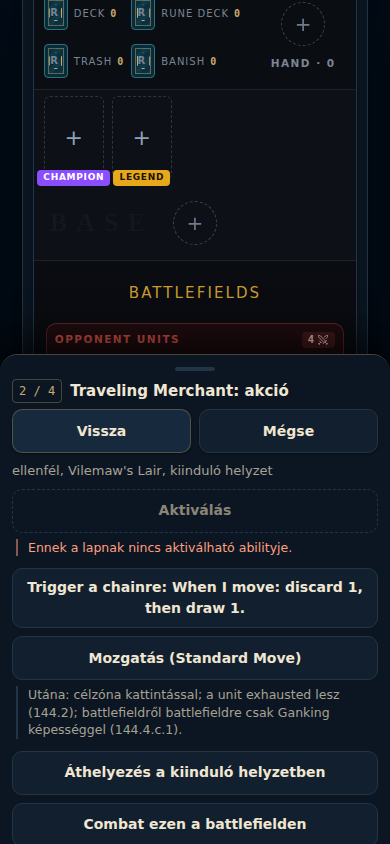 DECK 0 RUNE DECK 0
TRASH 0 BANISH 0
HAND · 0
CHAMPION LEGEND
BASE
BATTLEFIELDS
OPPONENT UNITS 4
2 / 4 Traveling Merchant: akció
Vissza Mégse
ellenfél, Vilemaw's Lair, kiinduló helyzet
Aktiválás
Ennek a lapnak nincs aktiválható abilityje.
Trigger a chainre: When I move: discard 1,
then draw 1.
Mozgatás (Standard Move)
Utána: célzóna kattintással; a unit exhausted lesz
(144.2); battlefieldről battlefieldre csak Ganking
képességgel (144.4.c.1).
Áthelyezés a kiinduló helyzetben
Combat ezen a battlefielden